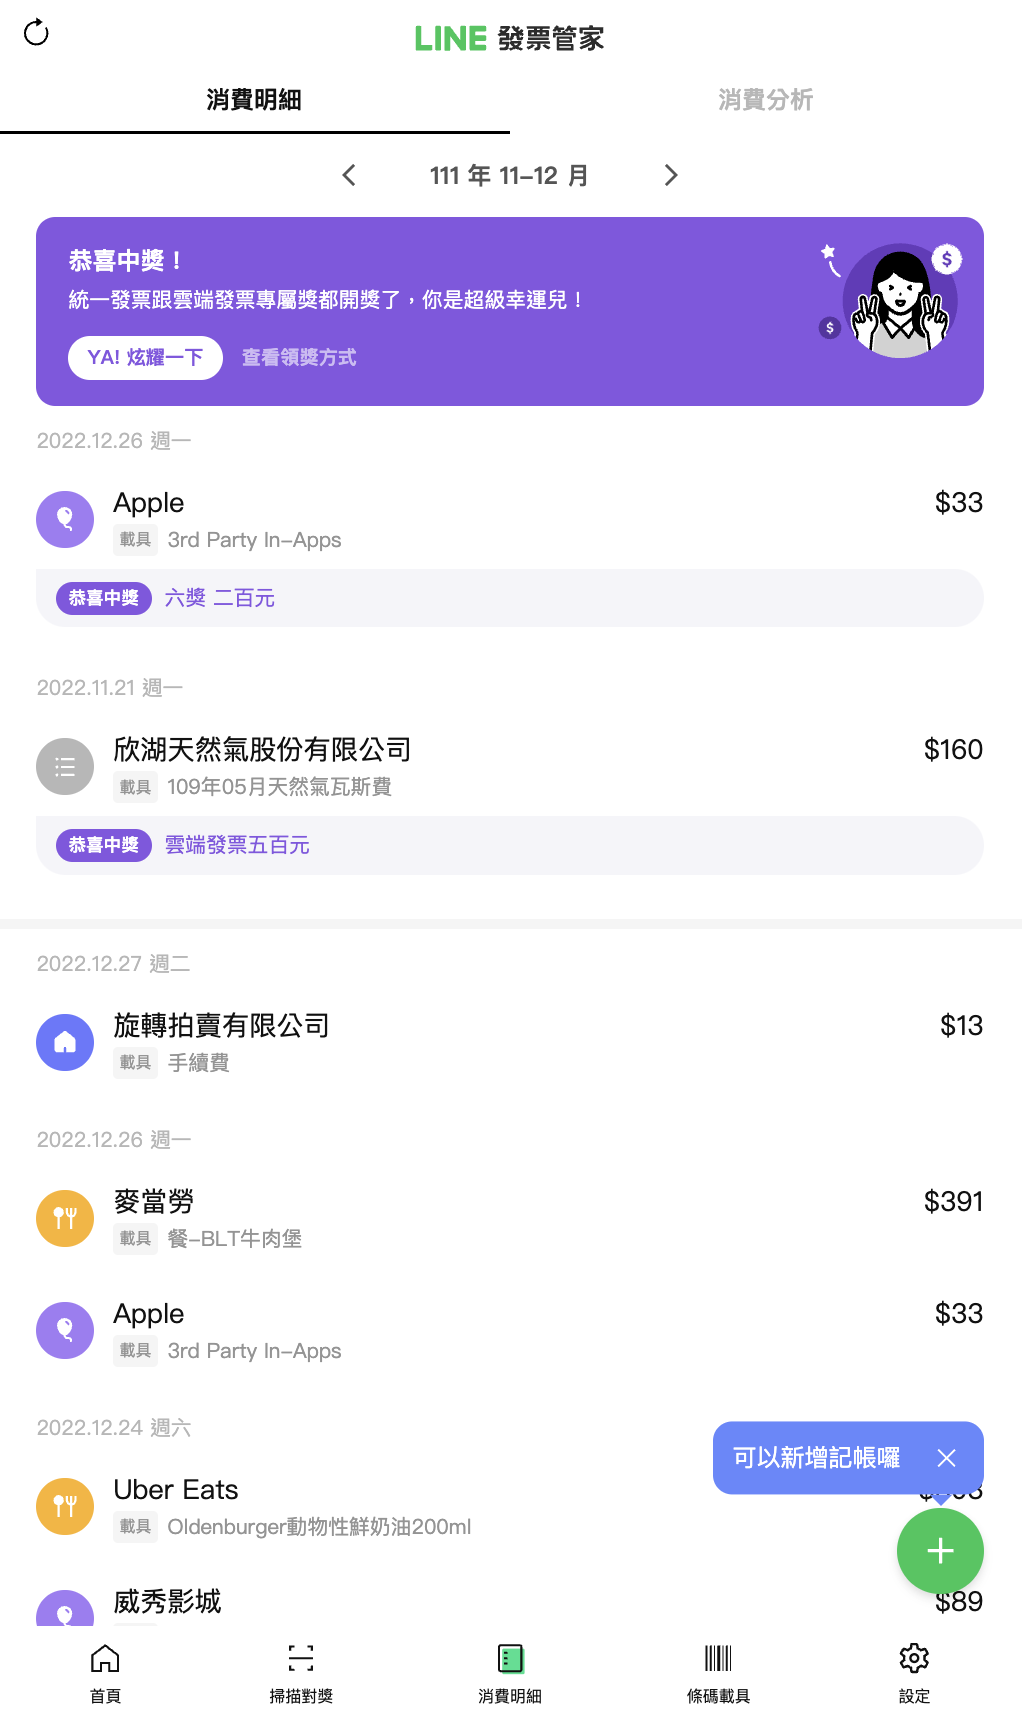 LINE 發票管家
消費明細
消費分析
111 年 11-12 月
恭喜中獎！
統一發票跟雲端發票專屬獎都開獎了，你是超級幸運兒！
YA! 炫耀一下
查看領獎方式
$
$
2022.12.26 週一
Apple
$33
載具 3rd Party In-Apps
恭喜中獎 六獎 二百元
2022.11.21 週一
欣湖天然氣股份有限公司
$160
載具 109年05月天然氣瓦斯費
恭喜中獎 雲端發票五百元
2022.12.27 週二
旋轉拍賣有限公司
$13
載具 手續費
2022.12.26 週一
麥當勞
$391
載具 餐-BLT牛肉堡
Apple
$33
載具 3rd Party In-Apps
2022.12.24 週六
可以新增記帳囉
Uber Eats
載具 Oldenburger動物性鮮奶油200ml
威秀影城
$89
首頁
掃描對獎
消費明細
條碼載具
設定